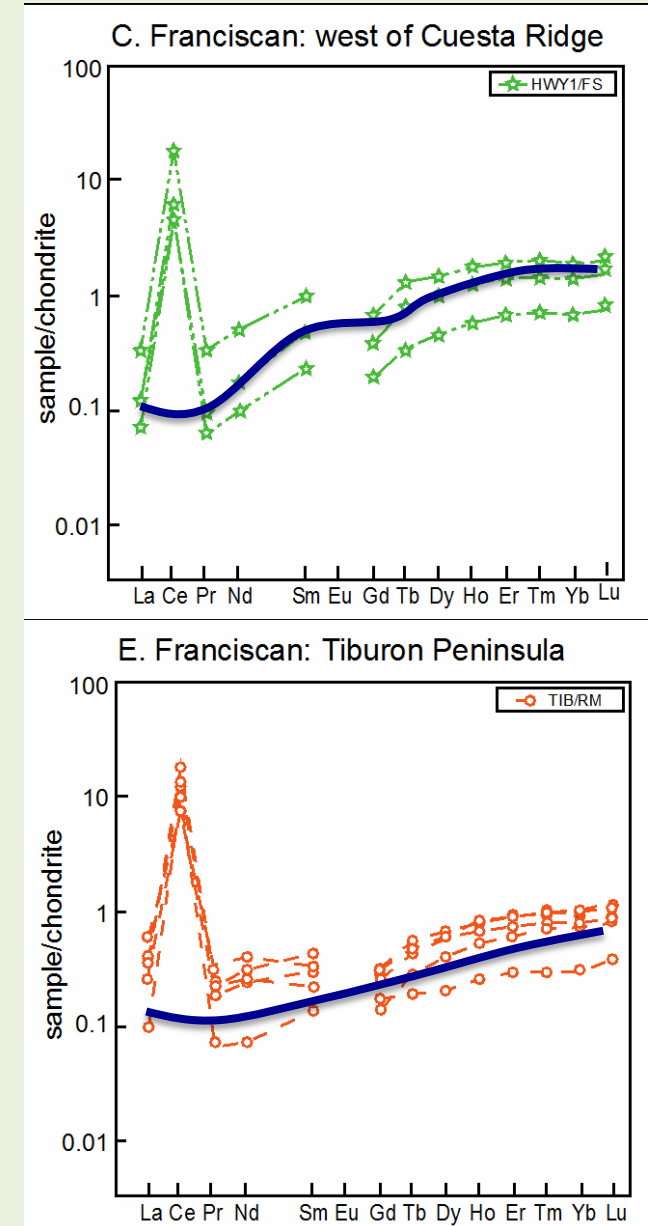 C. Franciscan: west of Cuesta Ridge
100
HWY1/FS
10
1
0.1
0.01
sample/chondrite
La Ce Pr Nd Sm Eu Gd Tb Dy Ho Er Tm Yb Lu
E. Franciscan: Tiburon Peninsula
100
TIB/RM
10
1
0.1
0.01
sample/chondrite
La Ce Pr Nd Sm Eu Gd Tb Dy Ho Er Tm Yb Lu